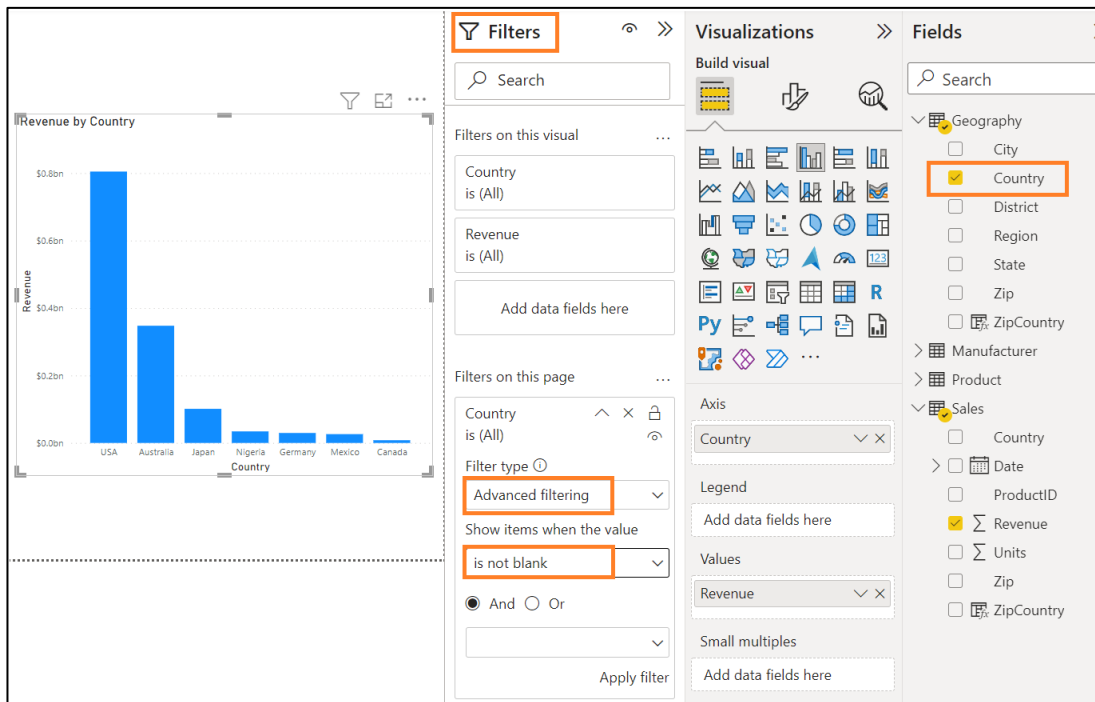 Revenue by Country
$0.8bn
$0.6bn
$0.4bn
$0.2bn
$0.0bn
Revenue
USA Australia Japan Nigeria Germany Mexico Canada
Country
Filters
Search
Filters on this visual
Country
is (All)
Revenue
is (All)
Add data fields here
Filters on this page
Country
is (All)
Filter type
Advanced filtering
Show items when the value
is not blank
And Or
Apply filter
Visualizations
Build visual
123
R
Py
Axis
Country
Legend
Add data fields here
Values
Revenue
Small multiples
Add data fields here
Fields
Search
Geography
City
Country
District
Region
State
Zip
ZipCountry
Manufacturer
Product
Sales
Country
Date
ProductID
Revenue
Units
Zip
ZipCountry